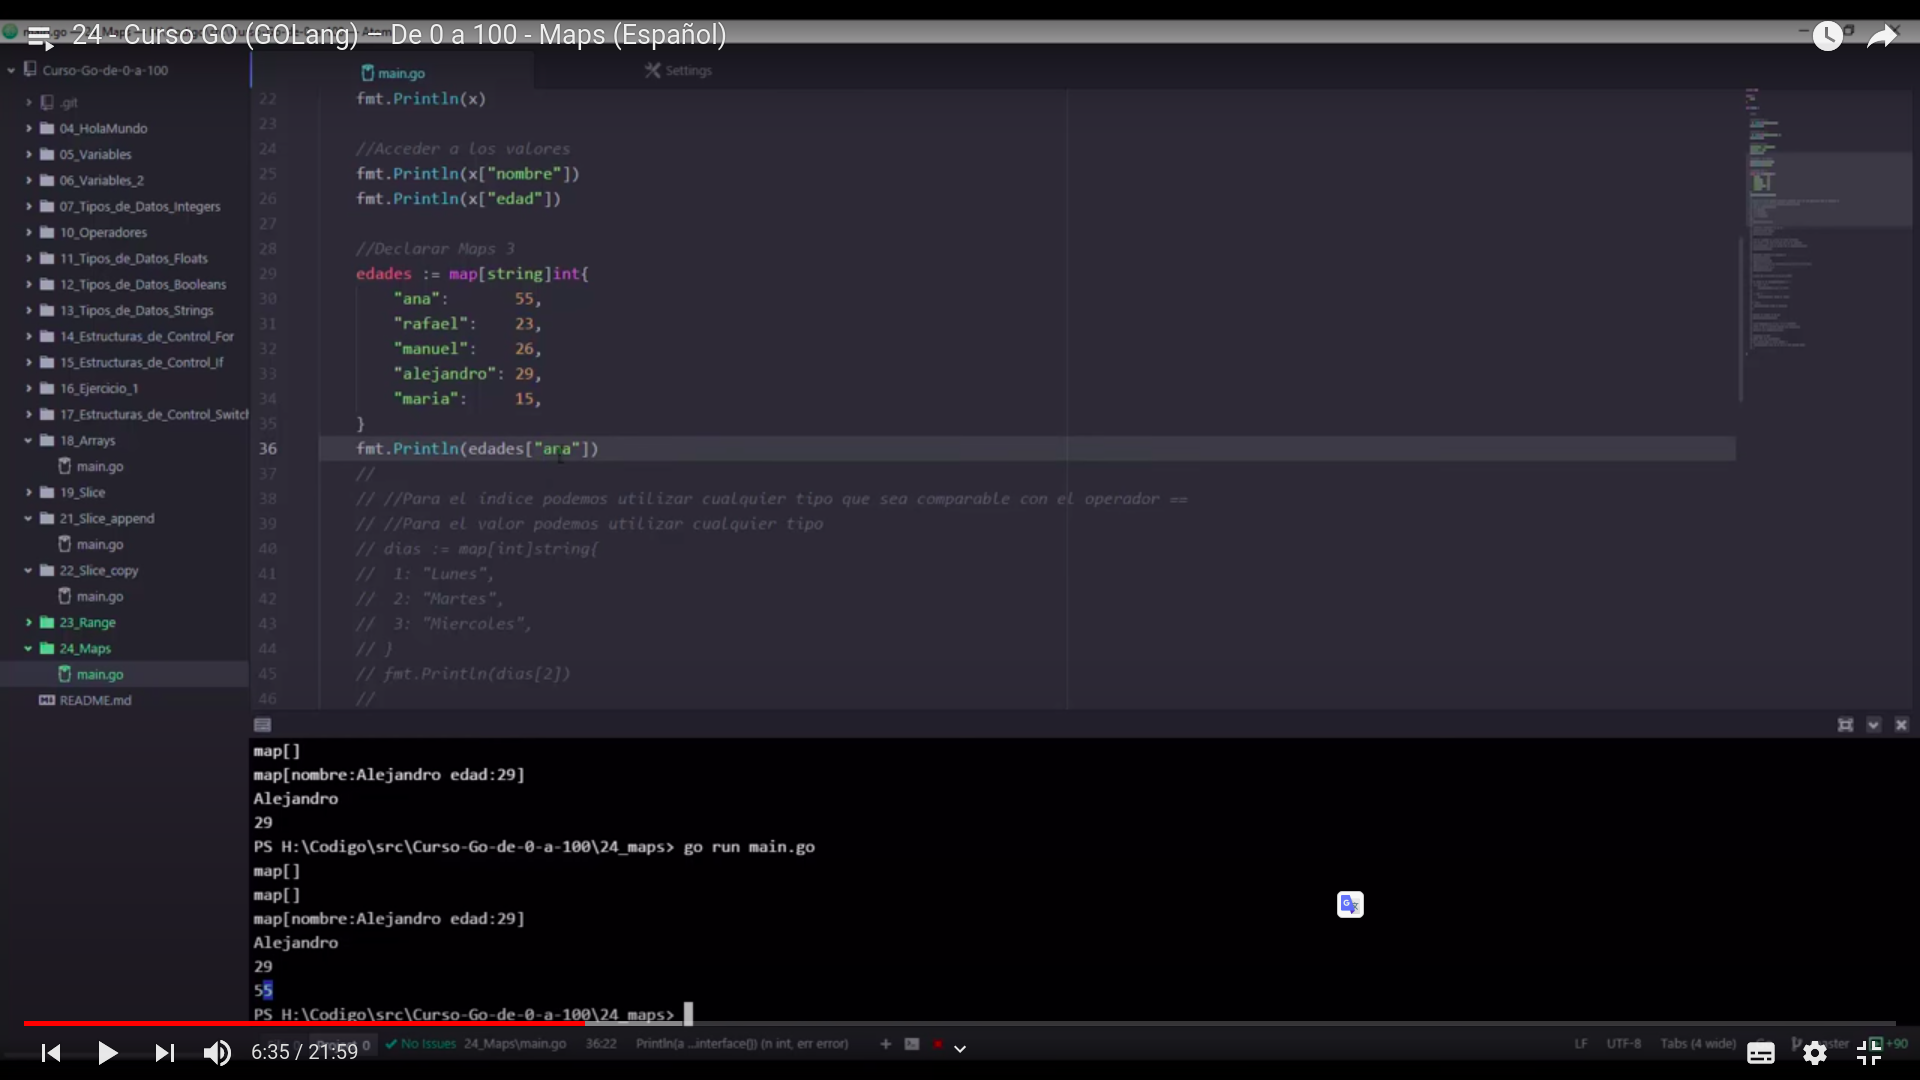 24 - Curso GO (GOLang) – De 0 a 100 - Maps (Español)
Curso-Go-de-0-a-100
main.go
Settings
.git
04_HolaMundo
05_Variables
06_Variables_2
07_Tipos_de_Datos_Integers
10_Operadores
11_Tipos_de_Datos_Floats
12_Tipos_de_Datos_Booleans
13_Tipos_de_Datos_Strings
14_Estructuras_de_Control_For
15_Estructuras_de_Control_If
16_Ejercicio_1
17_Estructuras_de_Control_Switch
18_Arrays
main.go
19_Slice
21_Slice_append
main.go
22_Slice_copy
main.go
23_Range
24_Maps
main.go
README.md
22 fmt.Println(x)
23
24 //Acceder a los valores
25 fmt.Println(x["nombre"])
26 fmt.Println(x["edad"])
27
28 //Declarar Maps 3
29 edades := map[string]int{
30 "ana": 55,
31 "rafael": 23,
32 "manuel": 26,
33 "alejandro": 29,
34 "maria": 15,
35 }
36 fmt.Println(edades["ana"])
37 //
38 // //Para el índice podemos utilizar cualquier tipo que sea comparable con el operador ==
39 // //Para el valor podemos utilizar cualquier tipo
40 // dias := map[int]string{
41 // 1: "Lunes",
42 // 2: "Martes",
43 // 3: "Miercoles",
44 // }
45 // fmt.Println(dias[2])
46 //
map[]
map[nombre:Alejandro edad:29]
Alejandro
29
PS H:\Codigo\src\Curso-Go-de-0-a-100\24_maps> go run main.go
map[]
map[]
map[nombre:Alejandro edad:29]
Alejandro
29
55
PS H:\Codigo\src\Curso-Go-de-0-a-100\24_maps>
6:35 / 21:59
0 No Issues 24_Maps\main.go 36:22 Println(a ...interface{}) (n int, err error) + LF UTF-8 Tabs (4 wide) +90